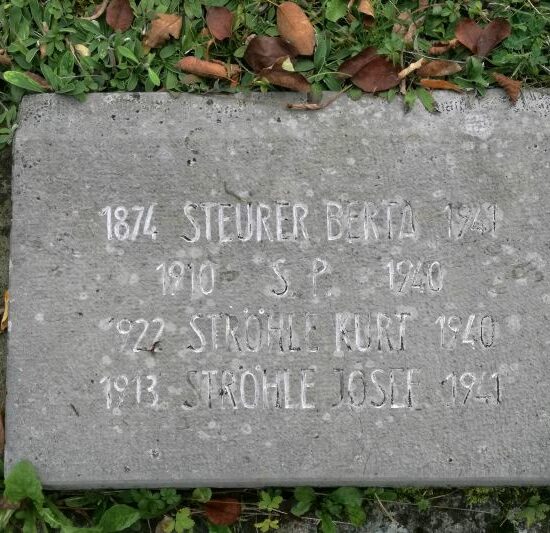 1874 STEURER BERTA 1941
1910 S. P. 1940
1922 STRÖHLE KURT 1940
1913 STRÖHLE JOSEF 1941